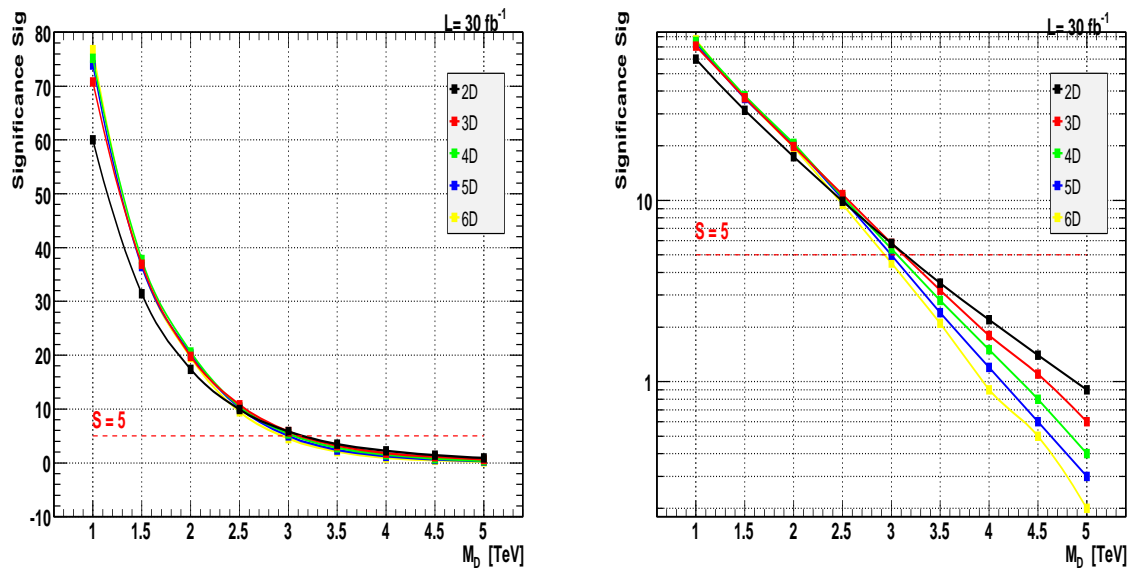 L= 30 fb-1
Significance Sig
80
70
60
50
40
30
20
10
0
-10
2D
3D
4D
5D
6D
S = 5
1 1.5 2 2.5 3 3.5 4 4.5 5
MD [TeV]
L= 30 fb-1
Significance Sig
10
1
2D
3D
4D
5D
6D
S = 5
1 1.5 2 2.5 3 3.5 4 4.5 5
MD [TeV]